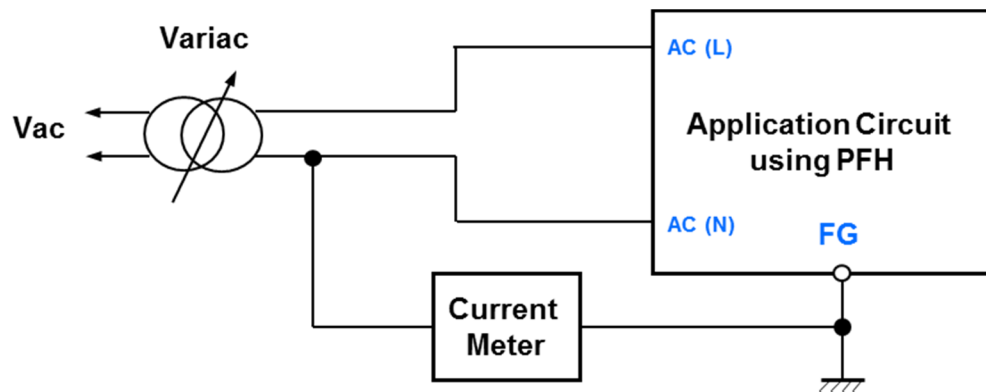 Variac
Vac
AC (L)
Application Circuit
using PFH
AC (N)
FG
Current
Meter